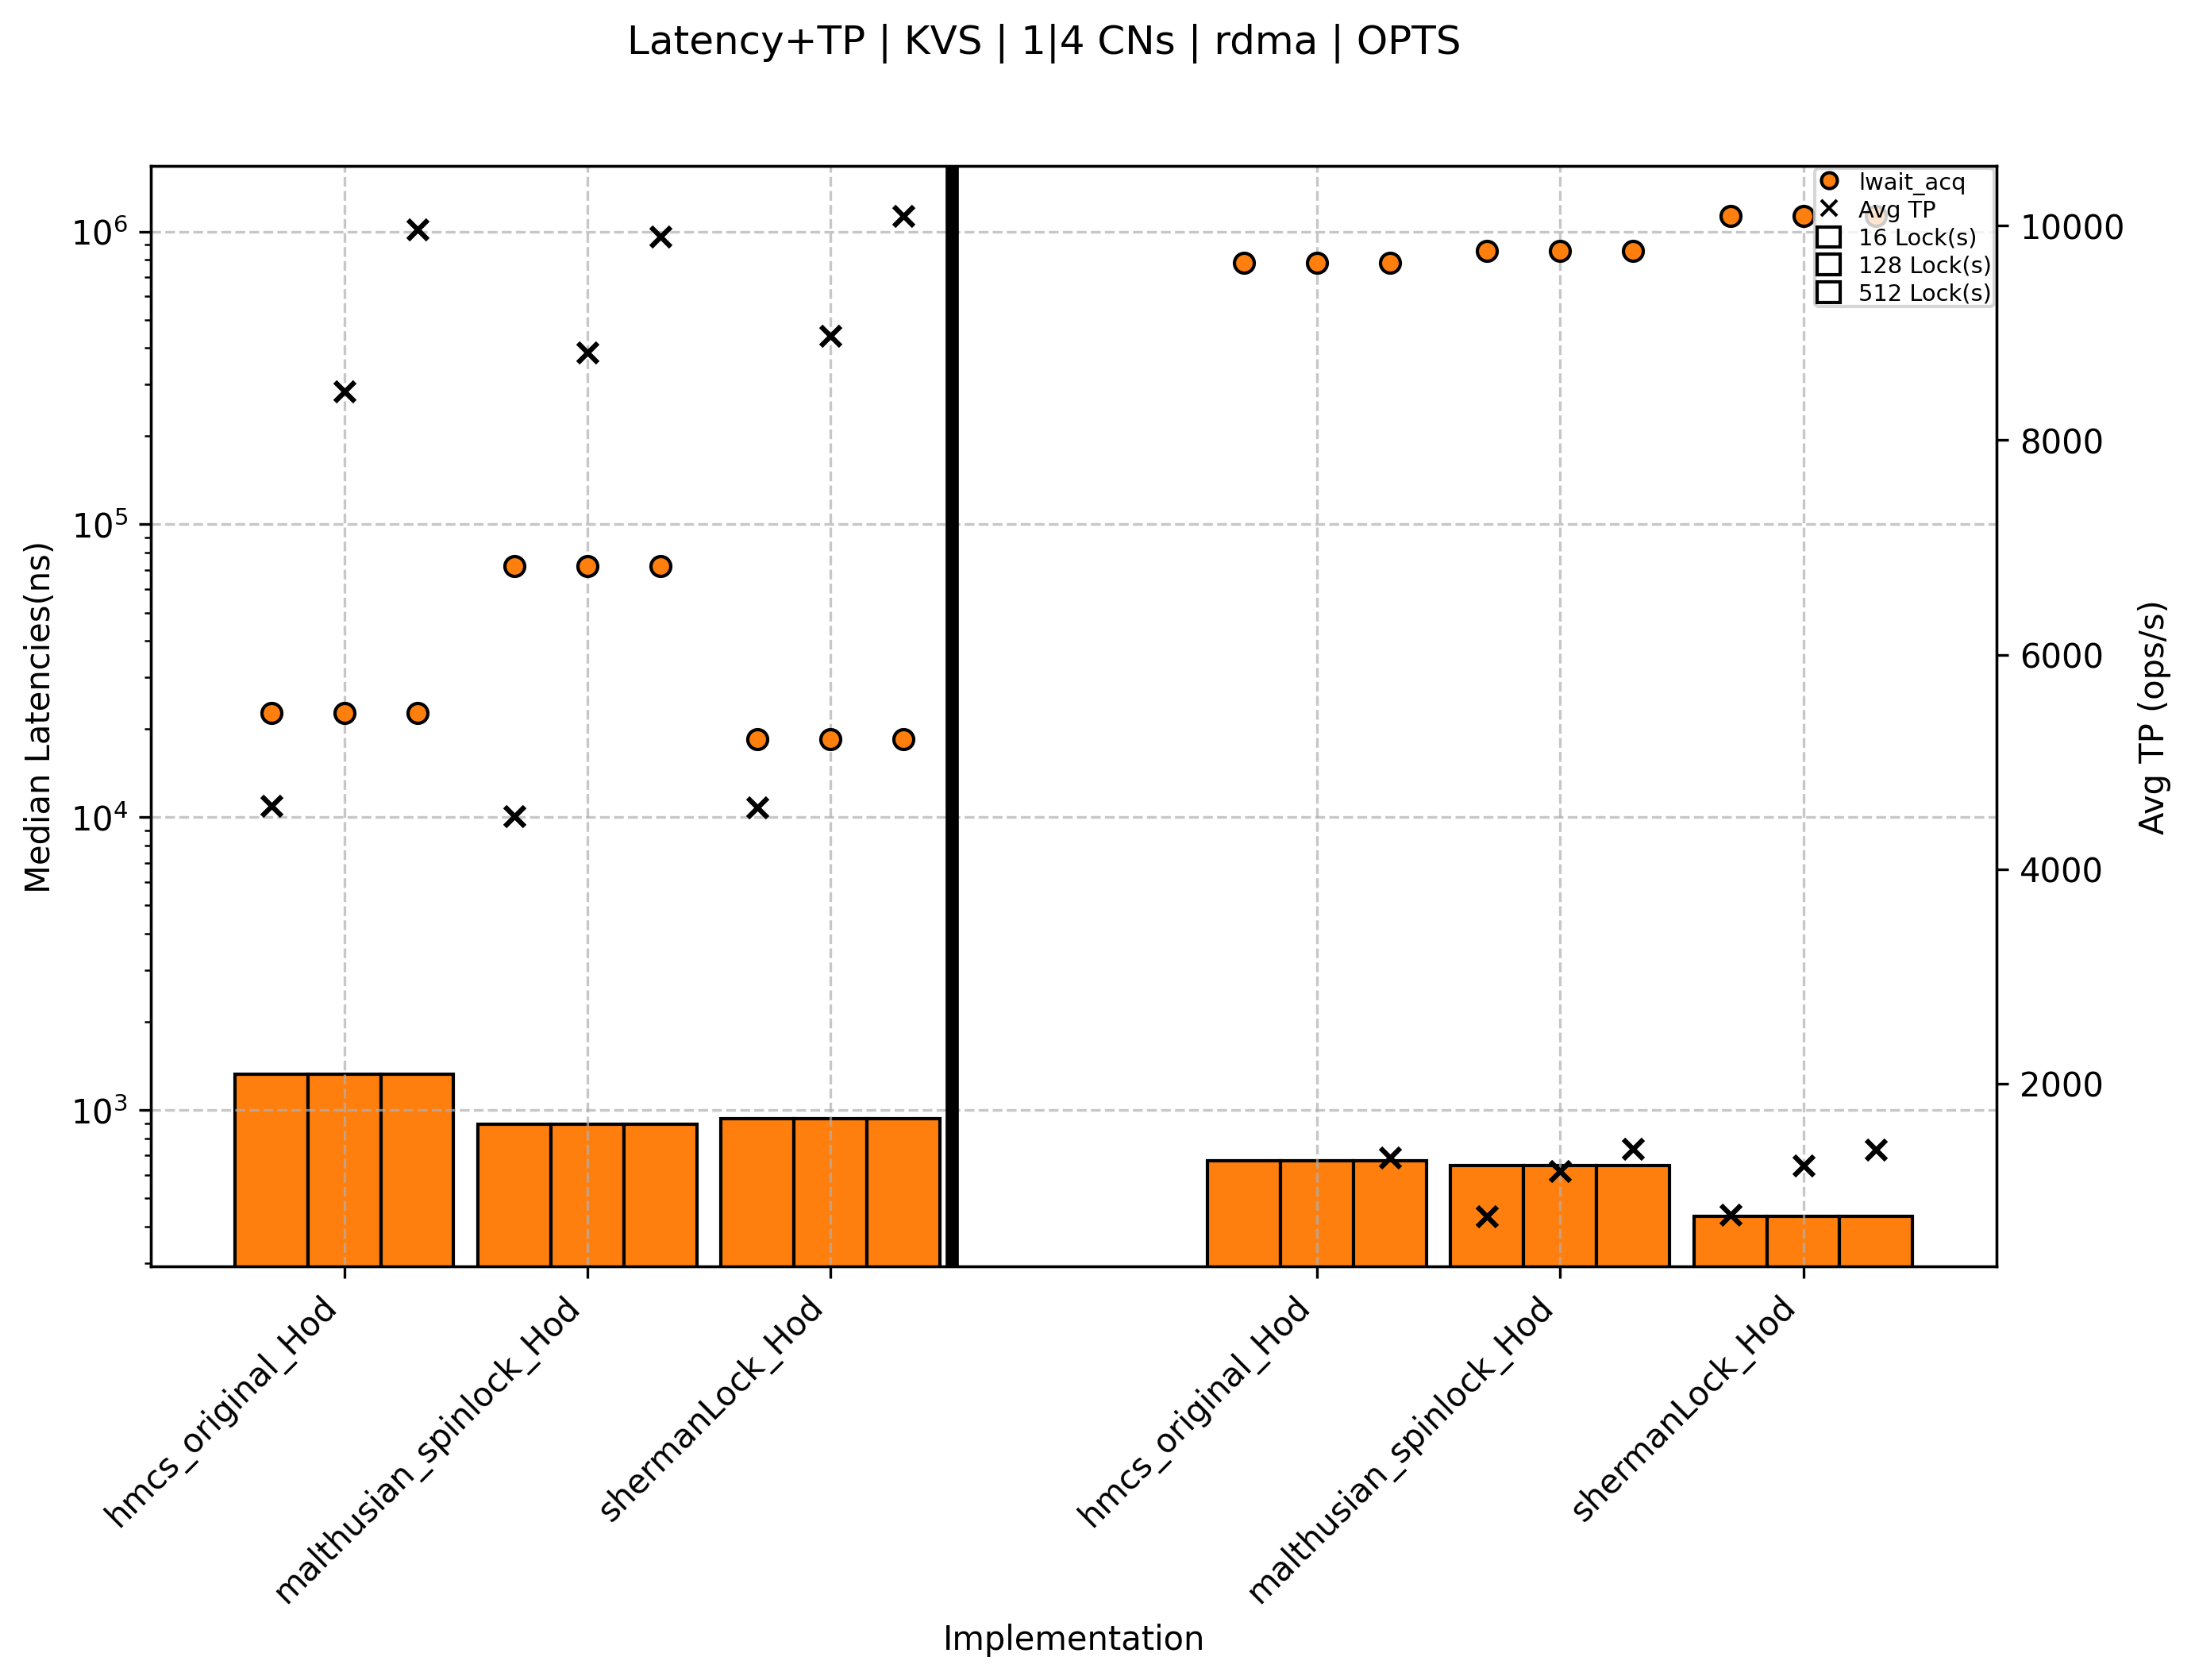 Latency+TP | KVS | 1|4 CNs | rdma | OPTS
Median Latencies(ns)
10^6
10^5
10^4
10^3
lwait_acq
Avg TP
16 Lock(s)
128 Lock(s)
512 Lock(s)
10000
8000
6000
4000
2000
Avg TP (ops/s)
hmcs_original_Hod
malthusian_spinlock_Hod
shermanLock_Hod
hmcs_original_Hod
malthusian_spinlock_Hod
shermanLock_Hod
Implementation